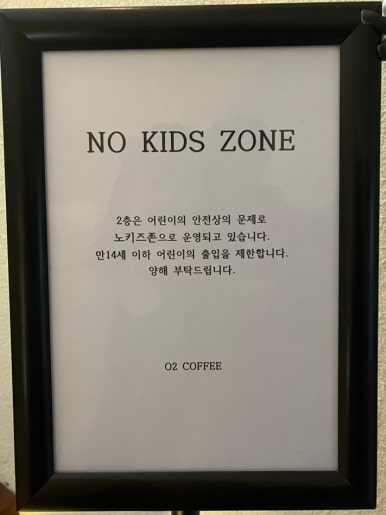 NO KIDS ZONE
2층은 어린이의 안전상의 문제로
노키즈존으로 운영되고 있습니다.
만14세 이하 어린이의 출입을 제한합니다.
양해 부탁드립니다.
O2 COFFEE